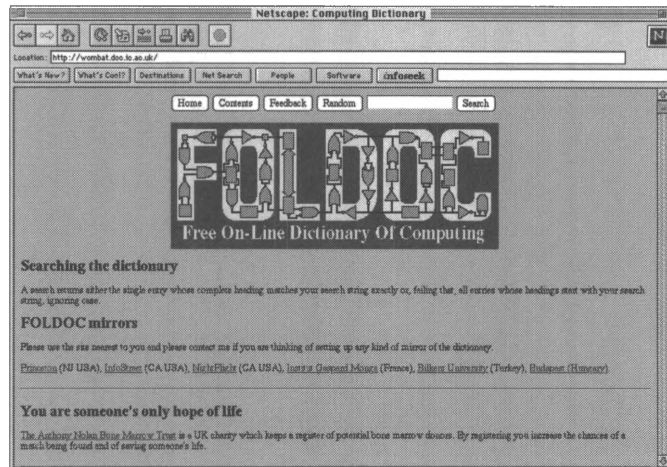 Netscape: Computing Dictionary
Location: http://wombat.doc.ic.ac.uk/
What's New? What's Cool? Destinations Net Search People Software infoseek
N
Home Contents Feedback Random Search
FOLDOC
Free On-Line Dictionary Of Computing
Searching the dictionary
A search returns either the single entry whose complete heading matches your search string exactly or, failing that, all entries whose headings start with your search
string, ignoring case.
FOLDOC mirrors
Please use the site nearest to you and please contact me if you are thinking of setting up any kind of mirror of the dictionary.
Princeton (NJ USA), InfoStreet (CA USA), NightFlight (CA USA), Institut Gaspard Monge (France), Bilkent University (Turkey), Budapest (Hungary).
You are someone's only hope of life
The Anthony Nolan Bone Marrow Trust is a UK charity which keeps a register of potential bone marrow donors. By registering you increase the chances of a
match being found and of saving someone's life.